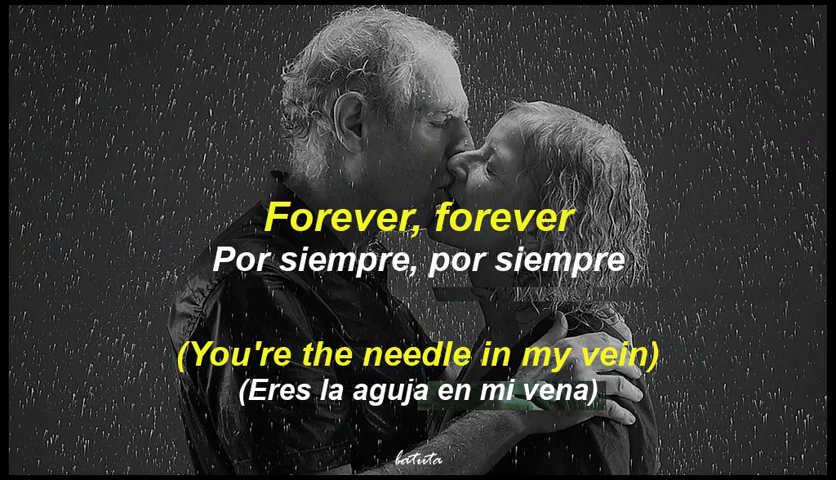 Forever, forever
Por siempre, por siempre
(You're the needle in my vein)
(Eres la aguja en mi vena)
batuta